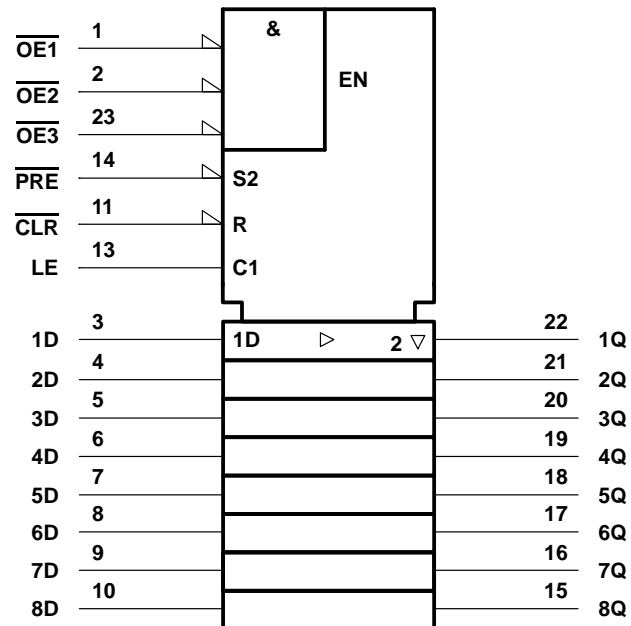 OE1 1 &
OE2 2 EN
OE3 23
PRE 14 S2
CLR 11 R
LE 13 C1
1D 3 1D 2 22 1Q
2D 4 21 2Q
3D 5 20 3Q
4D 6 19 4Q
5D 7 18 5Q
6D 8 17 6Q
7D 9 16 7Q
8D 10 15 8Q